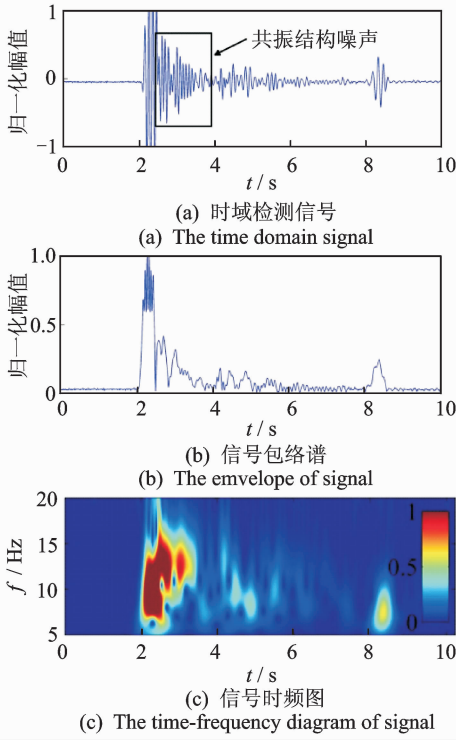 1
共振结构噪声
归一化幅值
0
−1
0 2 4 6 8 10
t / s
(a) 时域检测信号
(a) The time domain signal
1.0
归一化幅值
0.5
0
0 2 4 6 8 10
t / s
(b) 信号包络谱
(b) The emvelope of signal
20
1
15
f / Hz
0.5
10
0
5
0 2 4 6 8 10
t / s
(c) 信号时频图
(c) The time-frequency diagram of signal